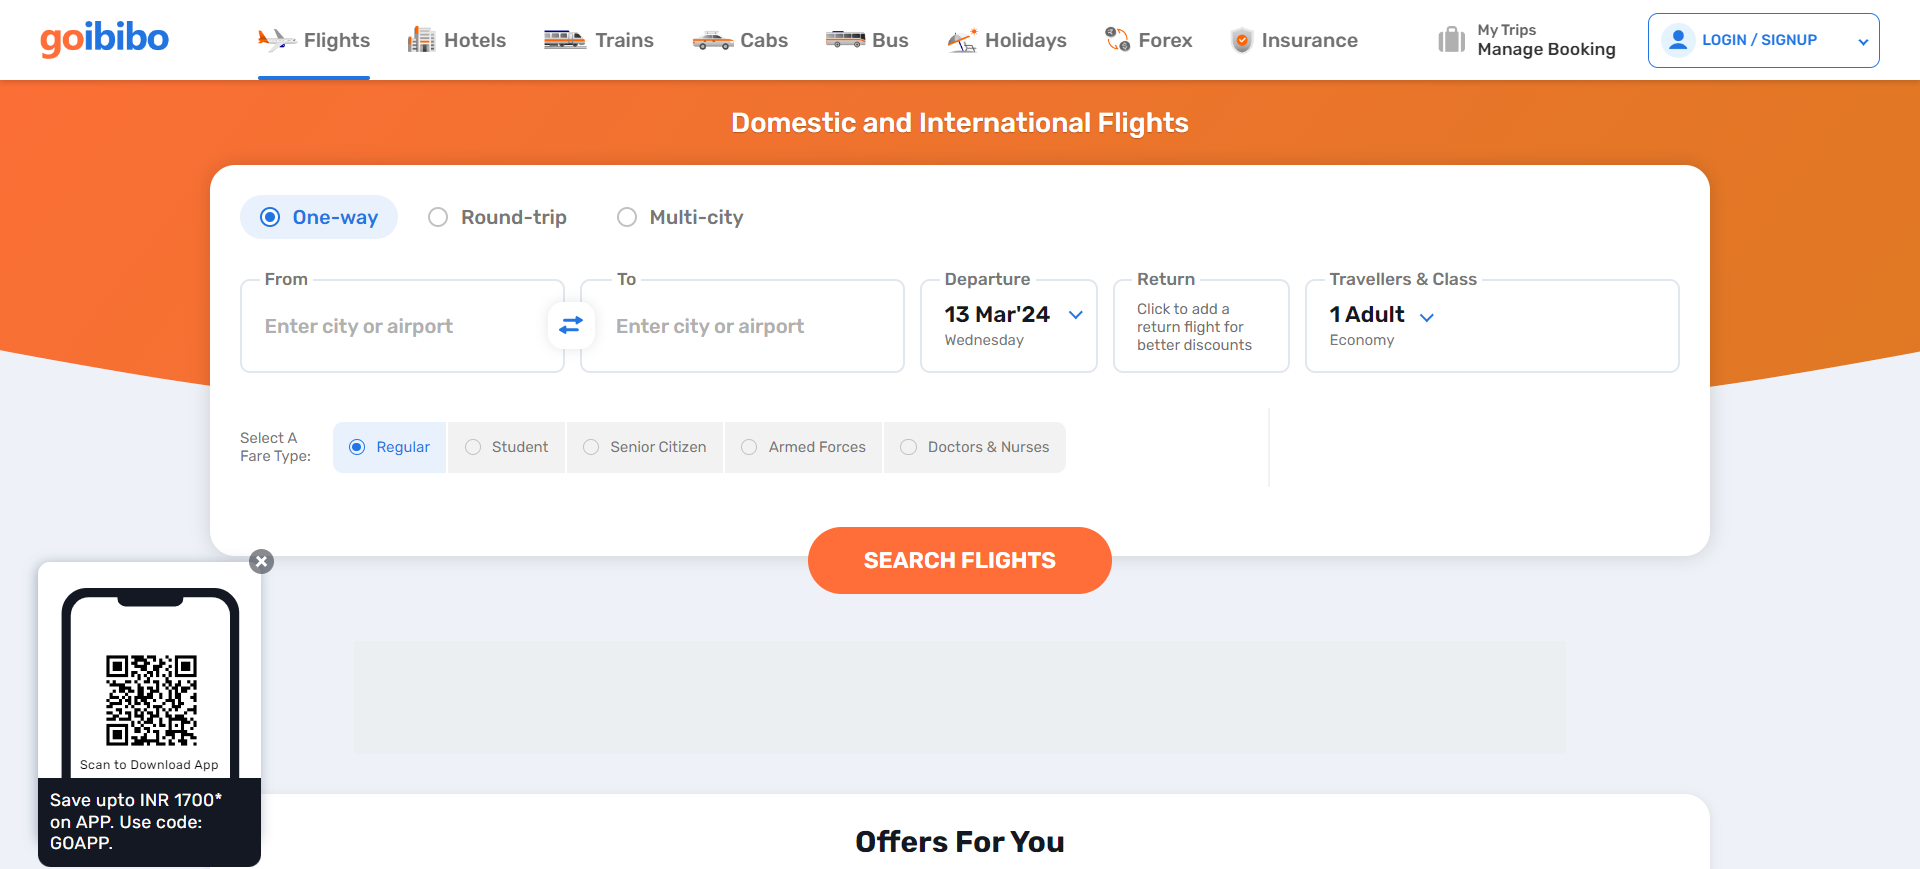 goibibo
Flights
Hotels
Trains
Cabs
Bus
Holidays
Forex
Insurance
My Trips
Manage Booking
LOGIN / SIGNUP
Domestic and International Flights
One-way
Round-trip
Multi-city
From
Enter city or airport
To
Enter city or airport
Departure
13 Mar'24
Wednesday
Return
Click to add a
return flight for
better discounts
Travellers & Class
1 Adult
Economy
Select A
Fare Type:
Regular
Student
Senior Citizen
Armed Forces
Doctors & Nurses
SEARCH FLIGHTS
Scan to Download App
Save upto INR 1700*
on APP. Use code:
GOAPP.
Offers For You